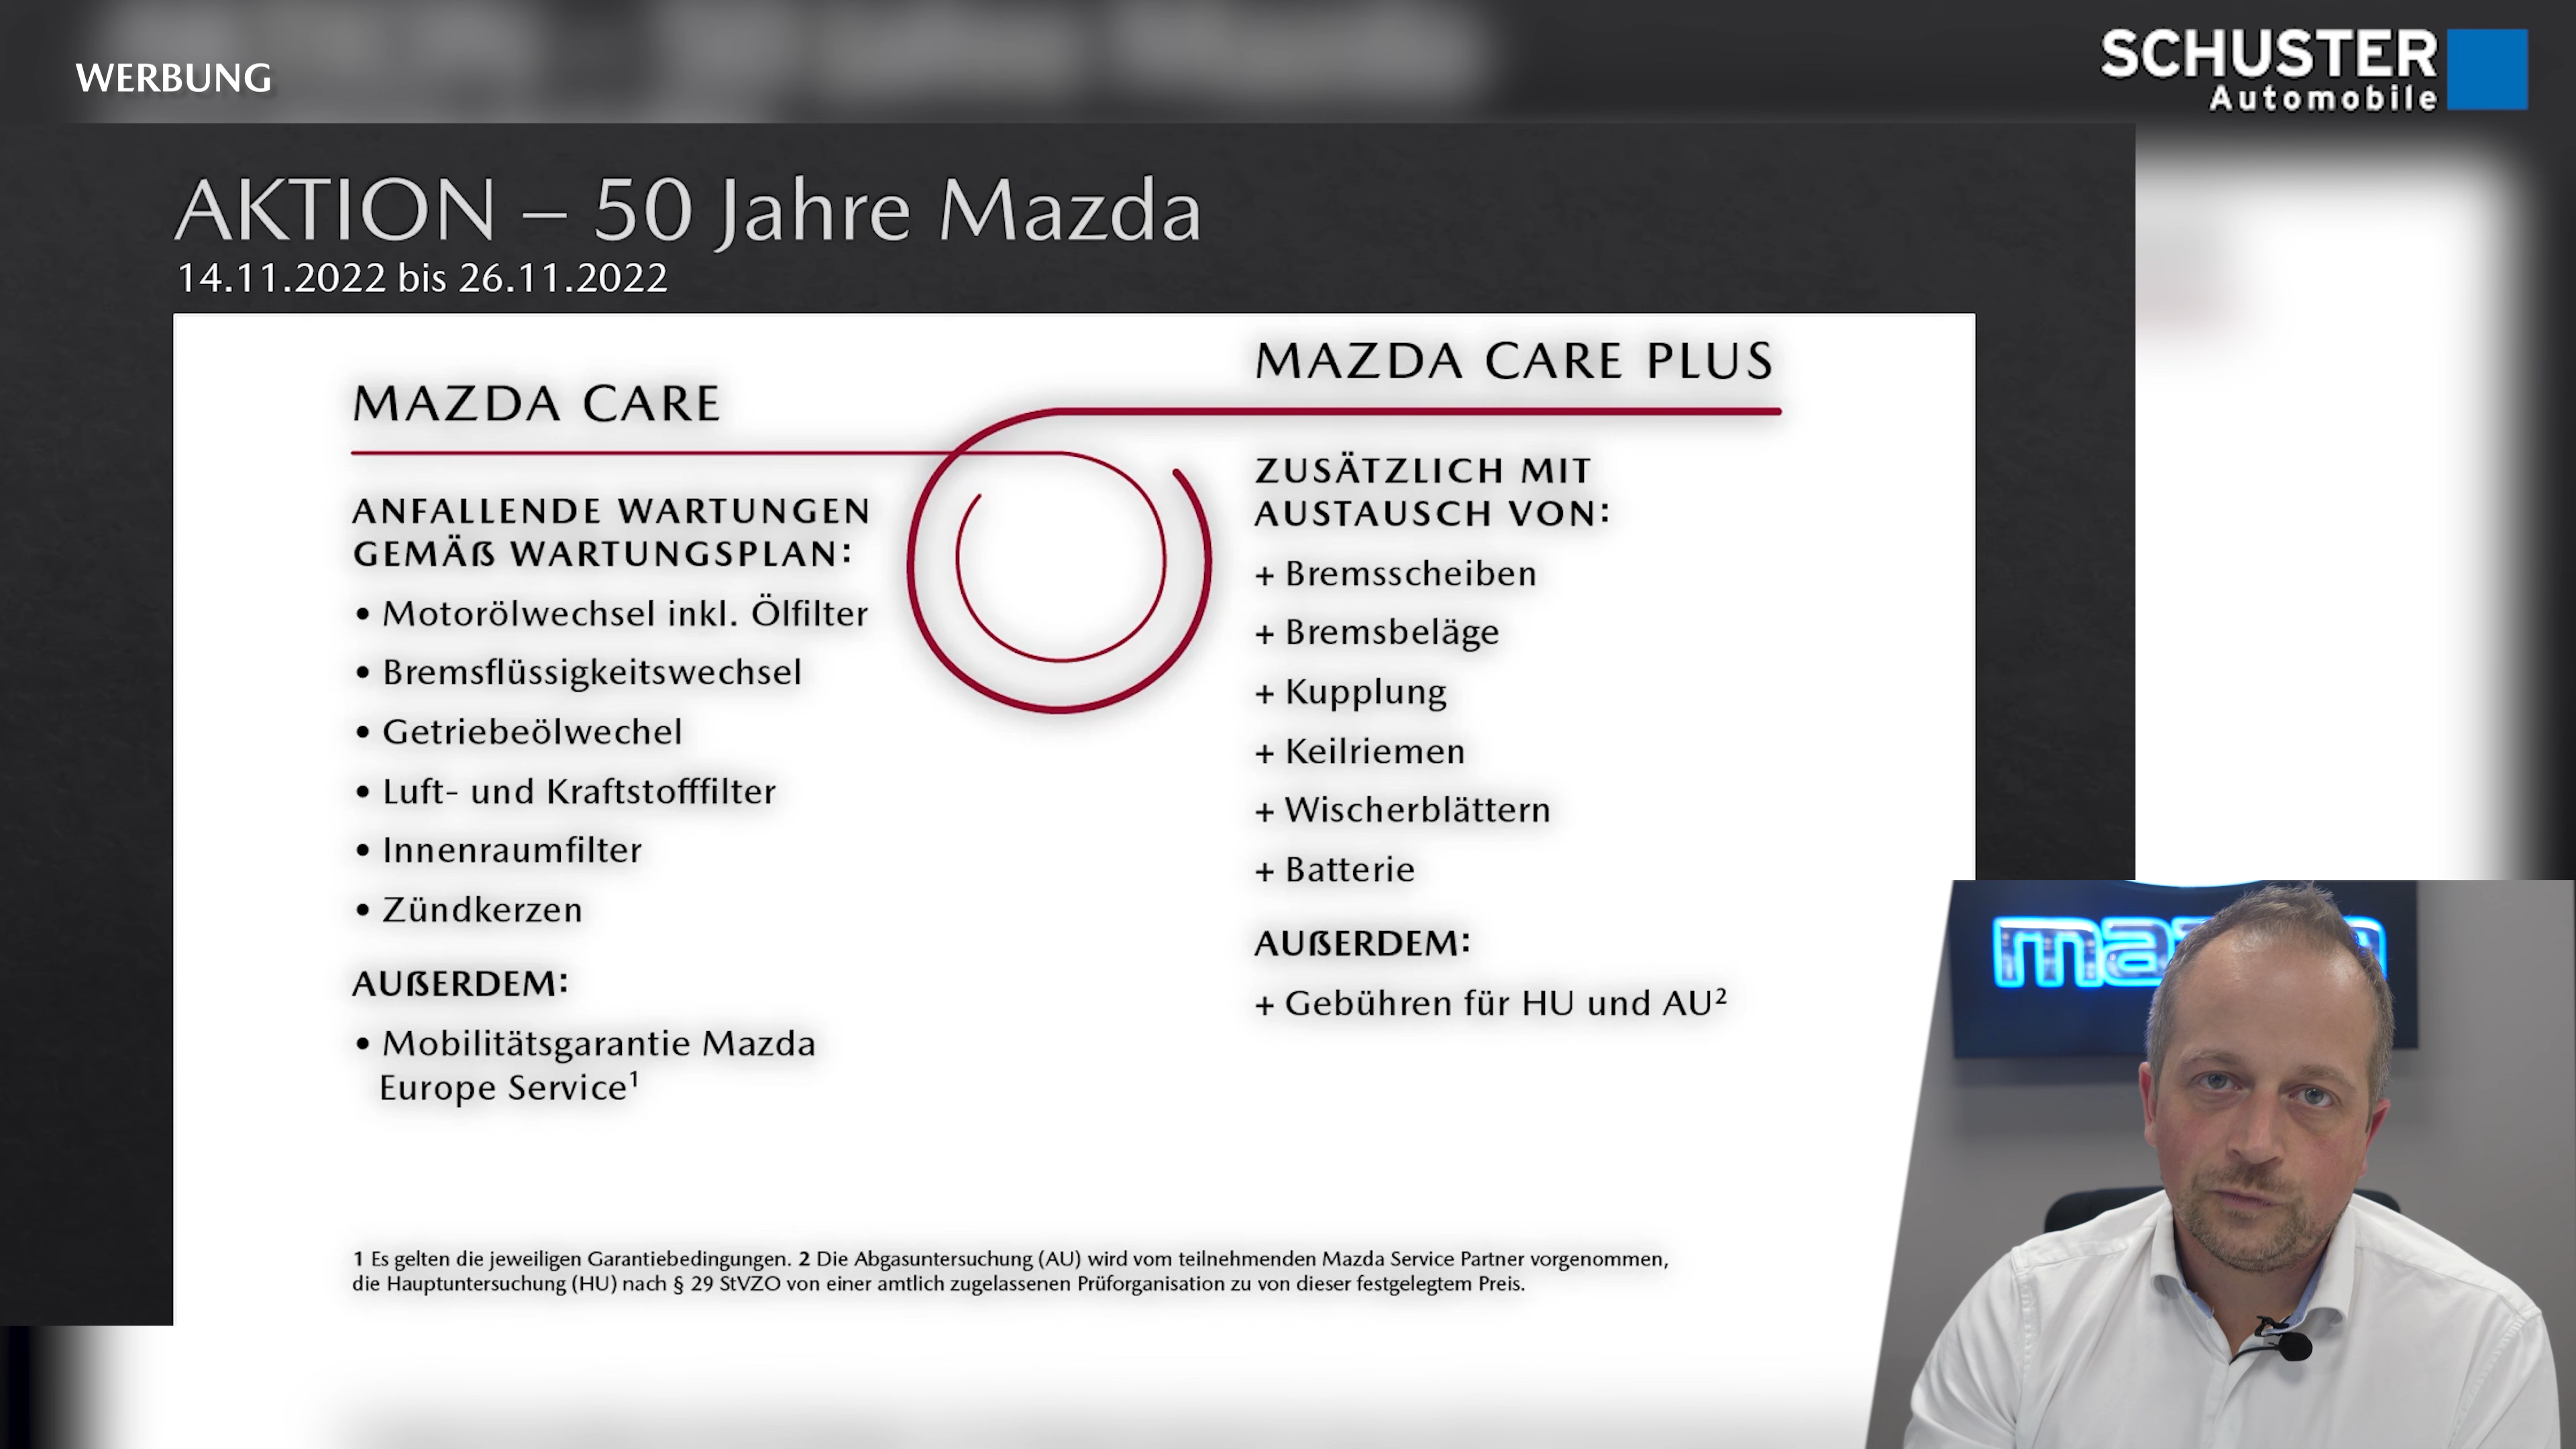 WERBUNG
SCHUSTER
Automobile
AKTION – 50 Jahre Mazda
14.11.2022 bis 26.11.2022
MAZDA CARE
ANFALLENDE WARTUNGEN
GEMÄẞ WARTUNGSPLAN:
• Motorölwechsel inkl. Ölfilter
• Bremsflüssigkeitswechsel
• Getriebeölwechel
• Luft- und Kraftstofffilter
• Innenraumfilter
• Zündkerzen
AUẞERDEM:
• Mobilitätsgarantie Mazda
Europe Service¹
MAZDA CARE PLUS
ZUSÄTZLICH MIT
AUSTAUSCH VON:
+ Bremsscheiben
+ Bremsbeläge
+ Kupplung
+ Keilriemen
+ Wischerblättern
+ Batterie
AUẞERDEM:
+ Gebühren für HU und AU²
1 Es gelten die jeweiligen Garantiebedingungen. 2 Die Abgasuntersuchung (AU) wird vom teilnehmenden Mazda Service Partner vorgenommen,
die Hauptuntersuchung (HU) nach § 29 StVZO von einer amtlich zugelassenen Prüforganisation zu von dieser festgelegtem Preis.